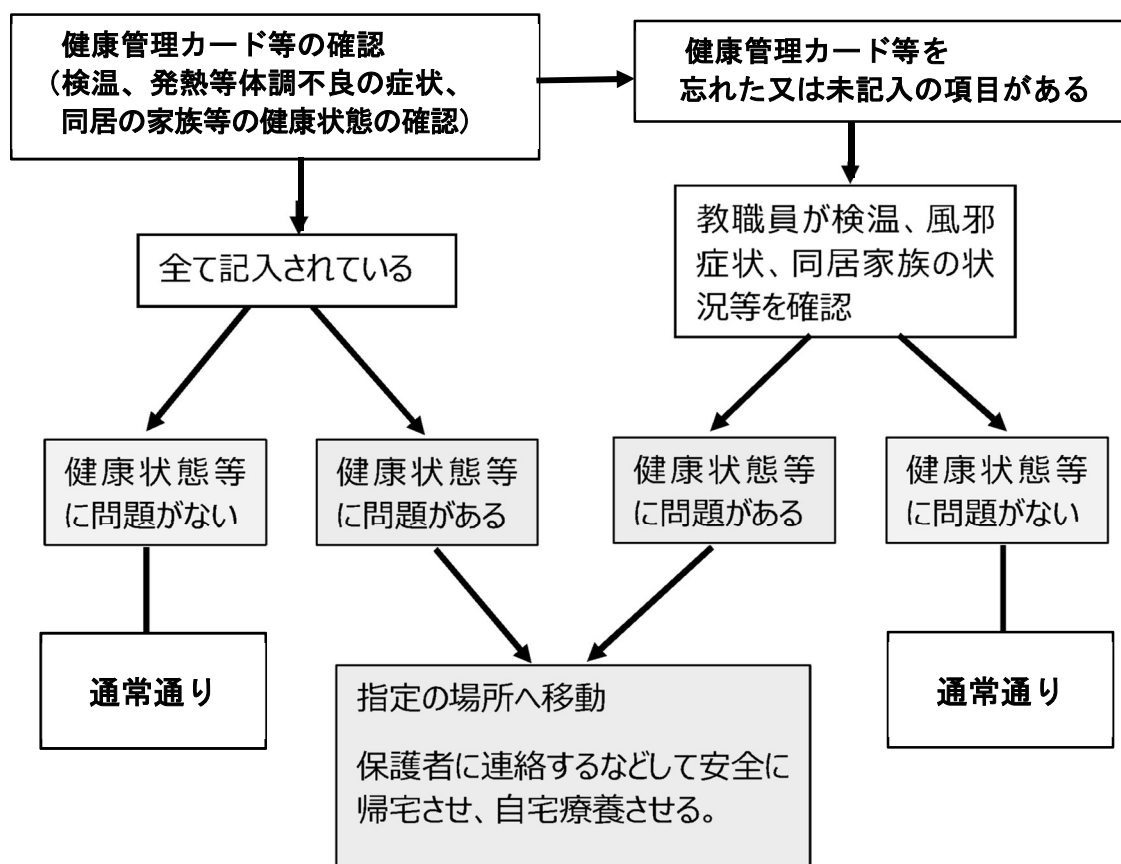 健康管理カード等の確認
（検温、発熱等体調不良の症状、
同居の家族等の健康状態の確認）
健康管理カード等を
忘れた又は未記入の項目がある
全て記入されている
教職員が検温、風邪
症状、同居家族の状
況等を確認
健康状態等
に問題がない
健康状態等
に問題がある
健康状態等
に問題がある
健康状態等
に問題がない
通常通り
指定の場所へ移動
保護者に連絡するなどして安全に
帰宅させ、自宅療養させる。
通常通り